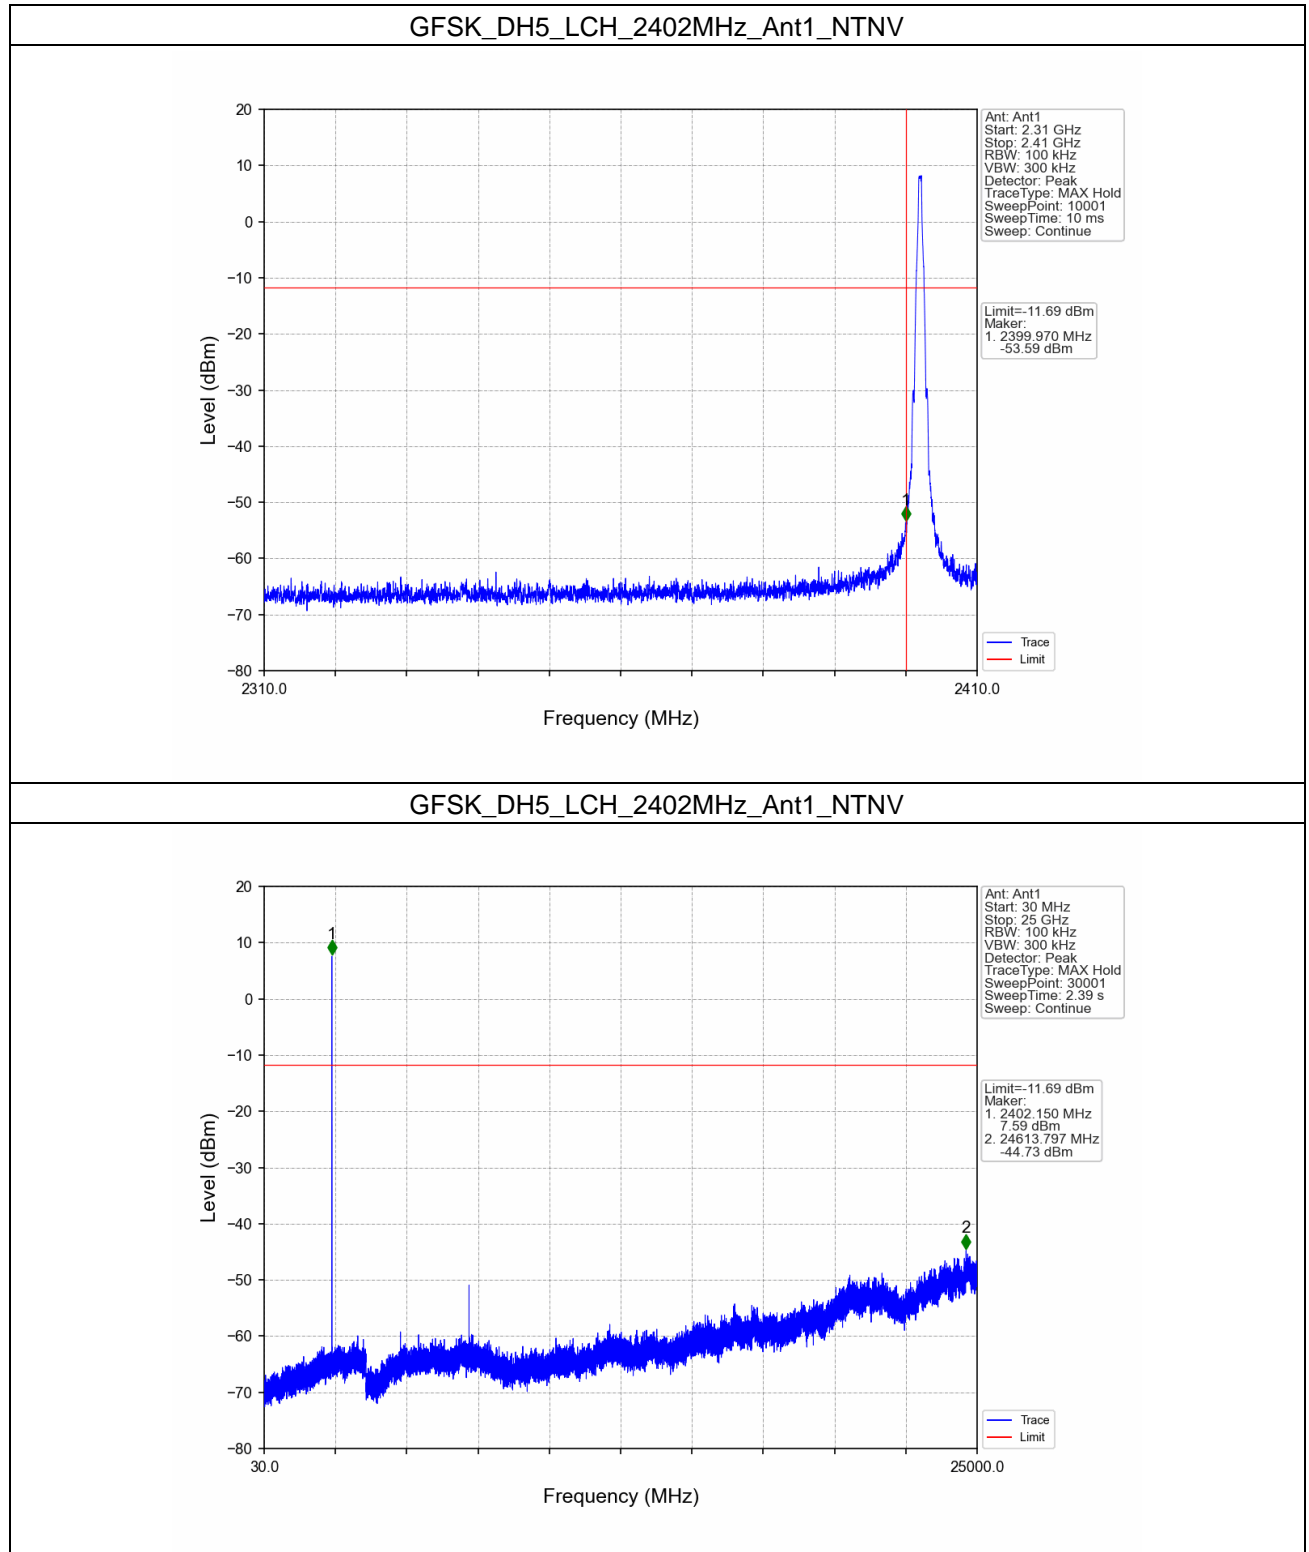 GFSK_DH5_LCH_2402MHz_Ant1_NTNV
20
10
0
−10
−20
−30
−40
−50
−60
−70
−80
Level (dBm)
1
2310.0
2410.0
Frequency (MHz)
Ant: Ant1
Start: 2.31 GHz
Stop: 2.41 GHz
RBW: 100 kHz
VBW: 300 kHz
Detector: Peak
TraceType: MAX Hold
SweepPoint: 10001
SweepTime: 10 ms
Sweep: Continue
Limit=-11.69 dBm
Maker:
1. 2399.970 MHz
-53.59 dBm
Trace
Limit
GFSK_DH5_LCH_2402MHz_Ant1_NTNV
20
10
0
−10
−20
−30
−40
−50
−60
−70
−80
Level (dBm)
1
2
30.0
25000.0
Frequency (MHz)
Ant: Ant1
Start: 30 MHz
Stop: 25 GHz
RBW: 100 kHz
VBW: 300 kHz
Detector: Peak
TraceType: MAX Hold
SweepPoint: 30001
SweepTime: 2.39 s
Sweep: Continue
Limit=-11.69 dBm
Maker:
1. 2402.150 MHz
7.59 dBm
2. 24613.797 MHz
-44.73 dBm
Trace
Limit